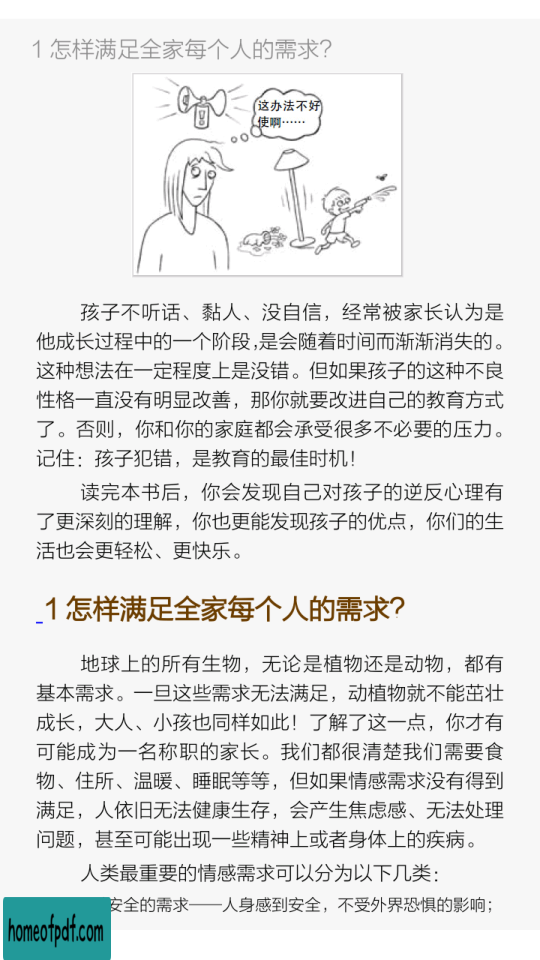 1 怎样满足全家每个人的需求?
这办法不好
使啊……
孩子不听话、黏人、没自信，经常被家长认为是
他成长过程中的一个阶段,是会随着时间而渐渐消失的。
这种想法在一定程度上是没错。但如果孩子的这种不良
性格一直没有明显改善，那你就要改进自己的教育方式
了。否则，你和你的家庭都会承受很多不必要的压力。
记住：孩子犯错，是教育的最佳时机！
读完本书后，你会发现自己对孩子的逆反心理有
了更深刻的理解，你也更能发现孩子的优点，你们的生
活也会更轻松、更快乐。
1 怎样满足全家每个人的需求?
地球上的所有生物，无论是植物还是动物，都有
基本需求。一旦这些需求无法满足，动植物就不能茁壮
成长，大人、小孩也同样如此！了解了这一点，你才有
可能成为一名称职的家长。我们都很清楚我们需要食
物、住所、温暖、睡眠等等，但如果情感需求没有得到
满足，人依旧无法健康生存，会产生焦虑感、无法处理
问题，甚至可能出现一些精神上或者身体上的疾病。
人类最重要的情感需求可以分为以下几类：
安全的需求——人身感到安全，不受外界恐惧的影响；
homeofpdf.com